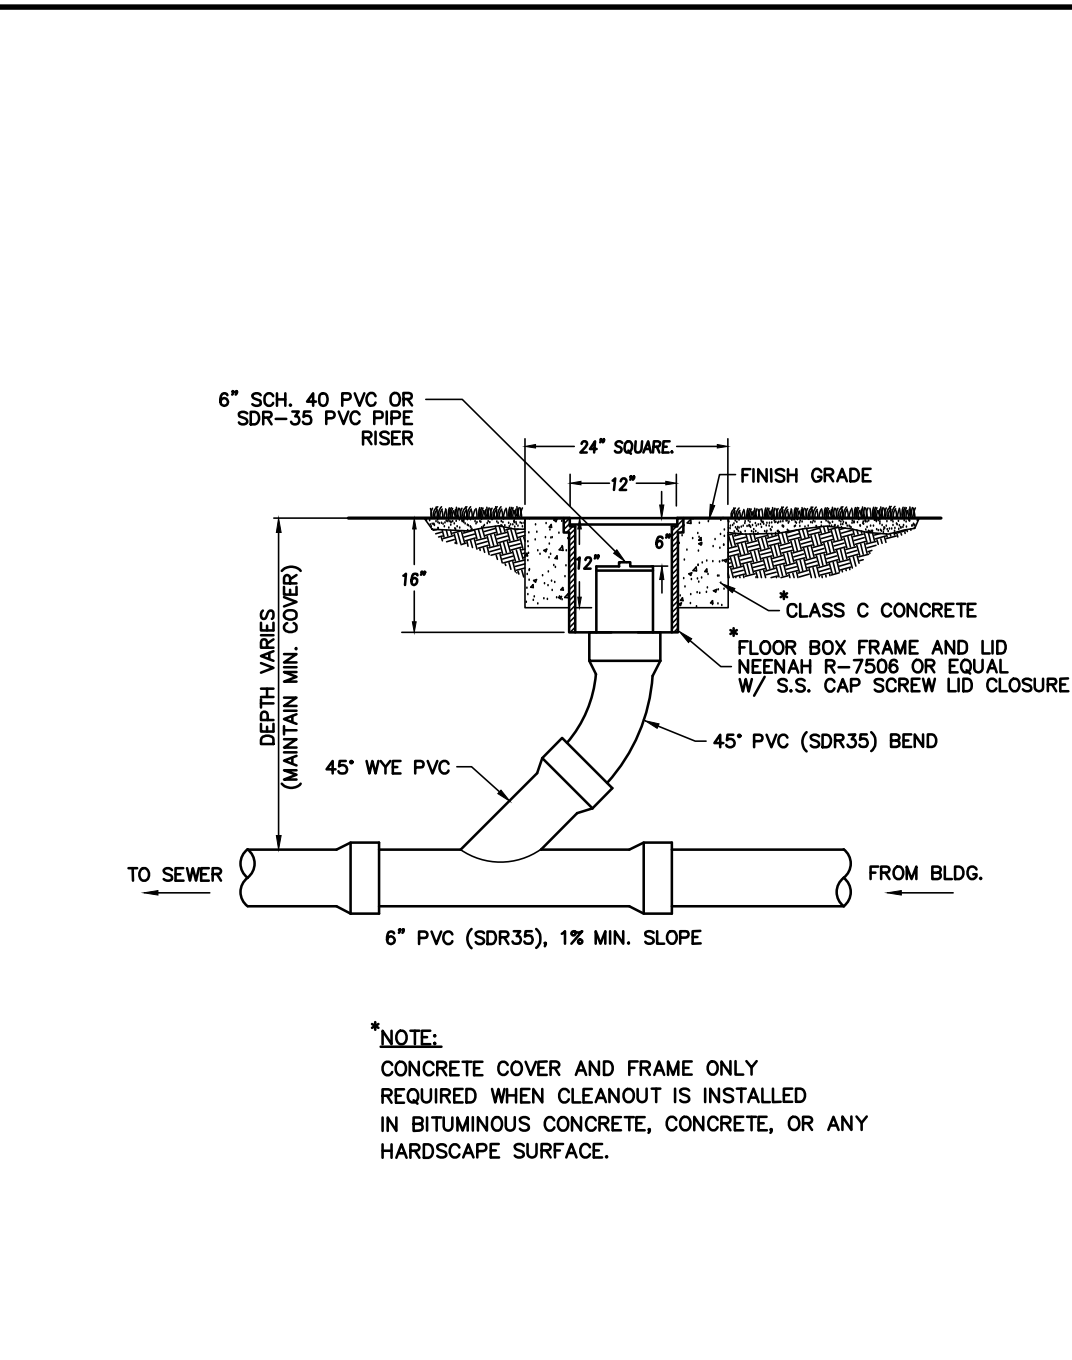 6" SCH. 40 PVC OR
SDR-35 PVC PIPE
RISER
24" SQUARE.
12"
FINISH GRADE
6"
12"
16"
*
CLASS C CONCRETE
*
FLOOR BOX FRAME AND LID
NEENAH R-7506 OR EQUAL
W/ S.S. CAP SCREW LID CLOSURE
DEPTH VARIES
(MAINTAIN MIN. COVER)
45° PVC (SDR35) BEND
45° WYE PVC
TO SEWER
FROM BLDG.
6" PVC (SDR35), 1% MIN. SLOPE
*NOTE:
CONCRETE COVER AND FRAME ONLY
REQUIRED WHEN CLEANOUT IS INSTALLED
IN BITUMINOUS CONCRETE, CONCRETE, OR ANY
HARDSCAPE SURFACE.